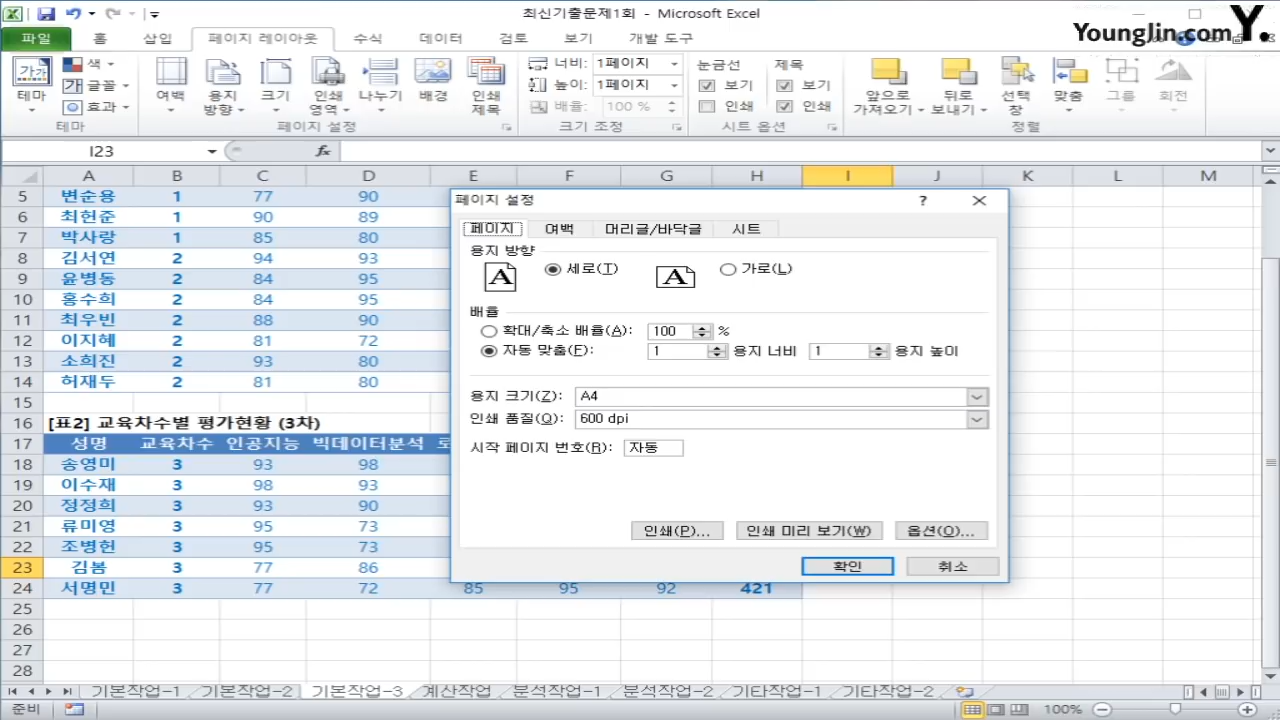 최신기출문제1회 - Microsoft Excel
YoungJin.com Y.
파일 홈 삽입 페이지 레이아웃 수식 데이터 검토 보기 개발 도구
테마 색 글꼴 효과
여백 용지 방향 크기 인쇄 영역 나누기 배경 인쇄 제목
너비: 1페이지
높이: 1페이지
배율: 100 %
눈금선 보기 인쇄
제목 보기 인쇄
앞으로 가져오기 뒤로 보내기 선택 창 맞춤 그룹 회전
테마 페이지 설정 크기 조정 시트 옵션 정렬
I23 fx
A B C D E F G H I J K L M
5 변순용 1 77 90
6 최헌준 1 90 89
7 박사랑 1 85 80
8 김서연 2 94 93
9 윤병동 2 84 95
10 홍수희 2 84 95
11 최우빈 2 88 90
12 이지혜 2 81 72
13 소희진 2 93 80
14 허재두 2 81 80
15
16 [표2] 교육차수별 평가현황 (3차)
17 성명 교육차수 인공지능 빅데이터분석
18 송영미 3 93 98
19 이수재 3 98 93
20 정정희 3 93 90
21 류미영 3 95 73
22 조병헌 3 95 73
23 김봄 3 77 86
24 서명민 3 77 72 85 95 92 421
25
26
27
28
페이지 설정 ?
페이지 여백 머리글/바닥글 시트
용지 방향
A 세로(T) A 가로(L)
배율
확대/축소 배율(A): 100 %
자동 맞춤(F): 1 용지 너비 1 용지 높이
용지 크기(Z): A4
인쇄 품질(Q): 600 dpi
시작 페이지 번호(R): 자동
인쇄(P)... 인쇄 미리 보기(W) 옵션(O)...
확인 취소
기본작업-1 기본작업-2 기본작업-3 계산작업 분석작업-1 분석작업-2 기타작업-1 기타작업-2
준비 100%